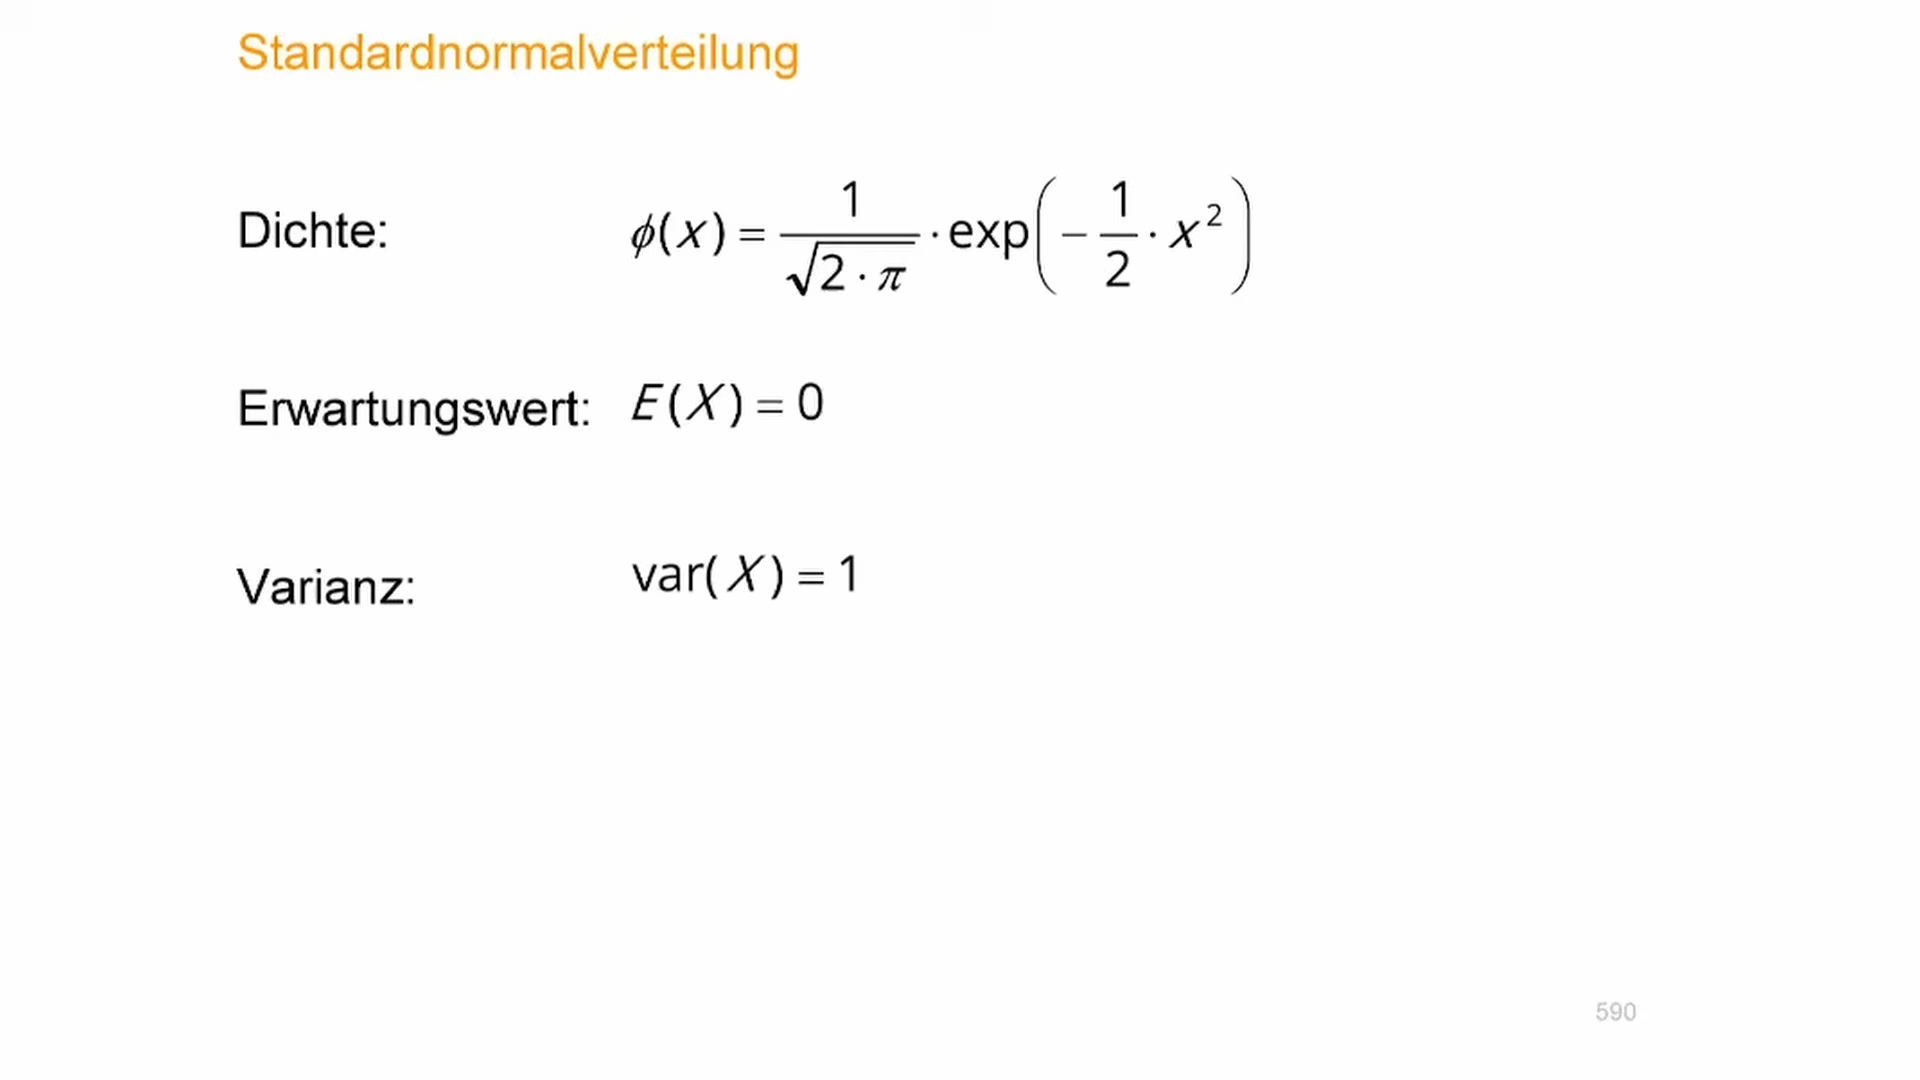 Standardnormalverteilung
Dichte: ϕ(x) = 1/√(2·π) · exp(−1/2 · x²)
Erwartungswert: E(X) = 0
Varianz: var(X) = 1
590